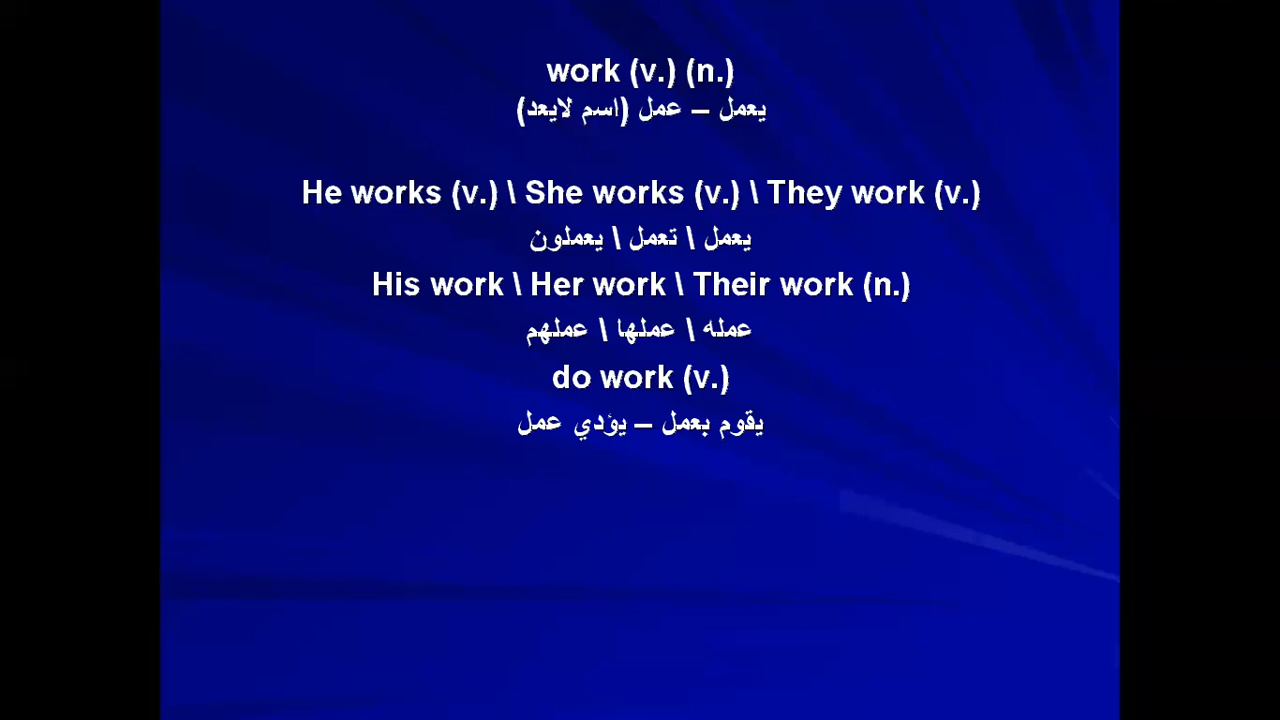 work (v.) (n.)
يعمل – عمل (اسم لايعد)
He works (v.) \ She works (v.) \ They work (v.)
يعمل \ تعمل \ يعملون
His work \ Her work \ Their work (n.)
عمله \ عملها \ عملهم
do work (v.)
يقوم بعمل – يؤدي عمل